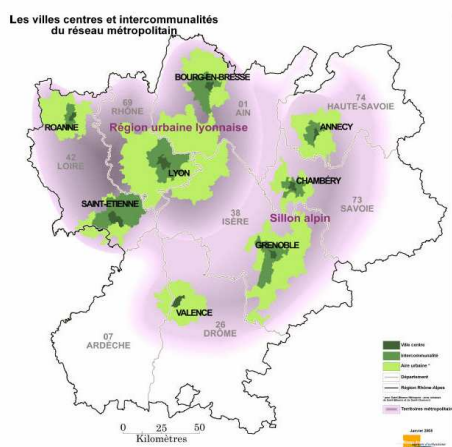 Les villes centres et intercommunalités
du réseau métropolitain
BOURG-EN-BRESSE
74
HAUTE-SAVOIE
69
RHÔNE
01
AIN
ROANNE
ANNECY
Région urbaine lyonnaise
42
LOIRE
LYON
CHAMBÉRY
SAINT-ETIENNE
73
SAVOIE
38
ISÈRE
Sillon alpin
GRENOBLE
VALENCE
26
DRÔME
07
ARDÈCHE
Ville centre
Intercommunalité
Aire urbaine *
Département
Région Rhône-Alpes
Territoires métropolitains
0 25 50
Kilomètres